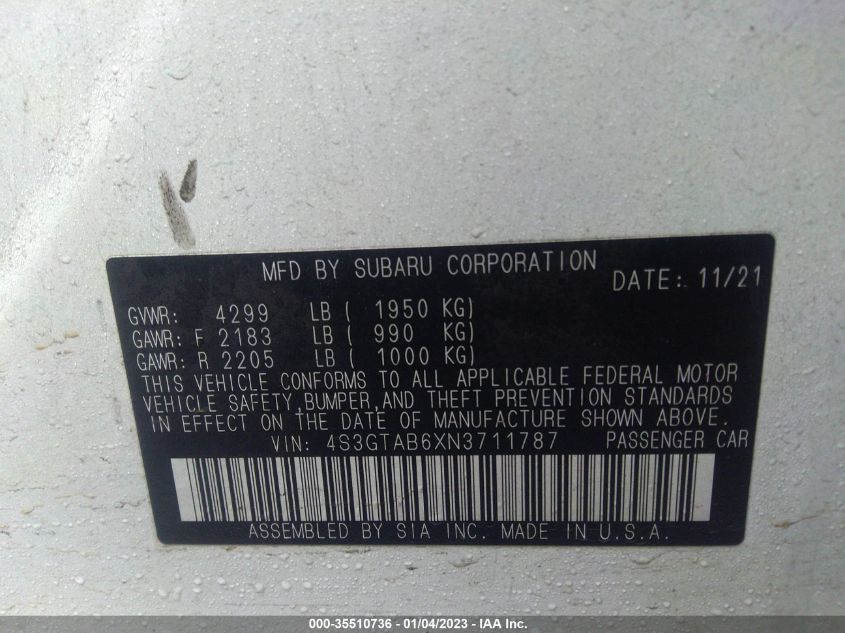 MFD BY SUBARU CORPORATION DATE: 11/21
GVWR: 4299 LB ( 1950 KG)
GAWR: F 2183 LB ( 990 KG)
GAWR: R 2205 LB ( 1000 KG)
THIS VEHICLE CONFORMS TO ALL APPLICABLE FEDERAL MOTOR
VEHICLE SAFETY,BUMPER,AND THEFT PREVENTION STANDARDS
IN EFFECT ON THE DATE OF MANUFACTURE SHOWN ABOVE.
VIN: 4S3GTAB6XN3711787 PASSENGER CAR
ASSEMBLED BY SIA INC. MADE IN U.S.A.
000-35510736 - 01/04/2023 - IAA Inc.